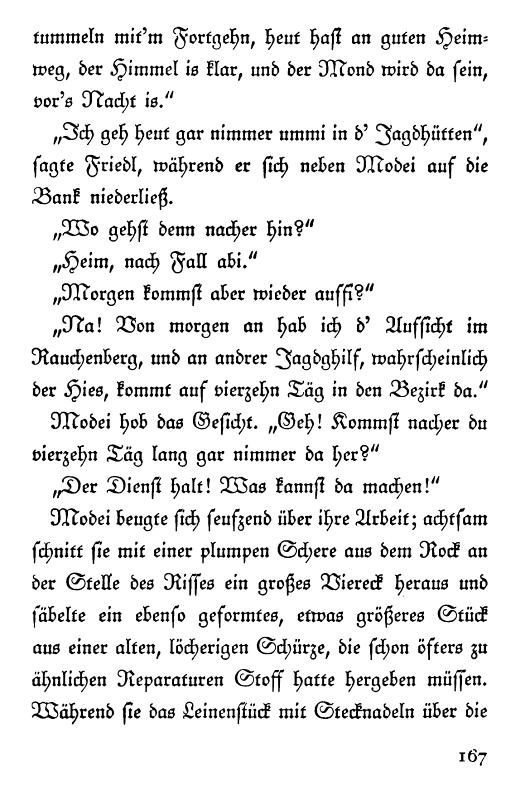 tummeln mit'm Fortgehn, heut hast an guten Heim-
weg, der Himmel is klar, und der Mond wird da sein,
vor's Nacht is.“
„Ich geh heut gar nimmer ummi in d' Jagdhütten“,
sagte Friedl, während er sich neben Modei auf die
Bank niederließ.
„Wo gehst denn nacher hin?“
„Heim, nach Fall abi.“
„Morgen kommst aber wieder auffi?“
„Na! Von morgen an hab ich d' Aufsicht im
Rauchenberg, und an andrer Jagdghilf, wahrscheinlich
der Hies, kommt auf vierzehn Täg in den Bezirk da.“
Modei hob das Gesicht. „Geh! Kommst nacher du
vierzehn Täg lang gar nimmer da her?“
„Der Dienst halt! Was kannst da machen!“
Modei beugte sich seufzend über ihre Arbeit; achtsam
schnitt sie mit einer plumpen Schere aus dem Rock an
der Stelle des Risses ein großes Viereck heraus und
säbelte ein ebenso geformtes, etwas größeres Stück
aus einer alten, löcherigen Schürze, die schon öfters zu
ähnlichen Reparaturen Stoff hatte hergeben müssen.
Während sie das Leinenstück mit Stecknadeln über die
167